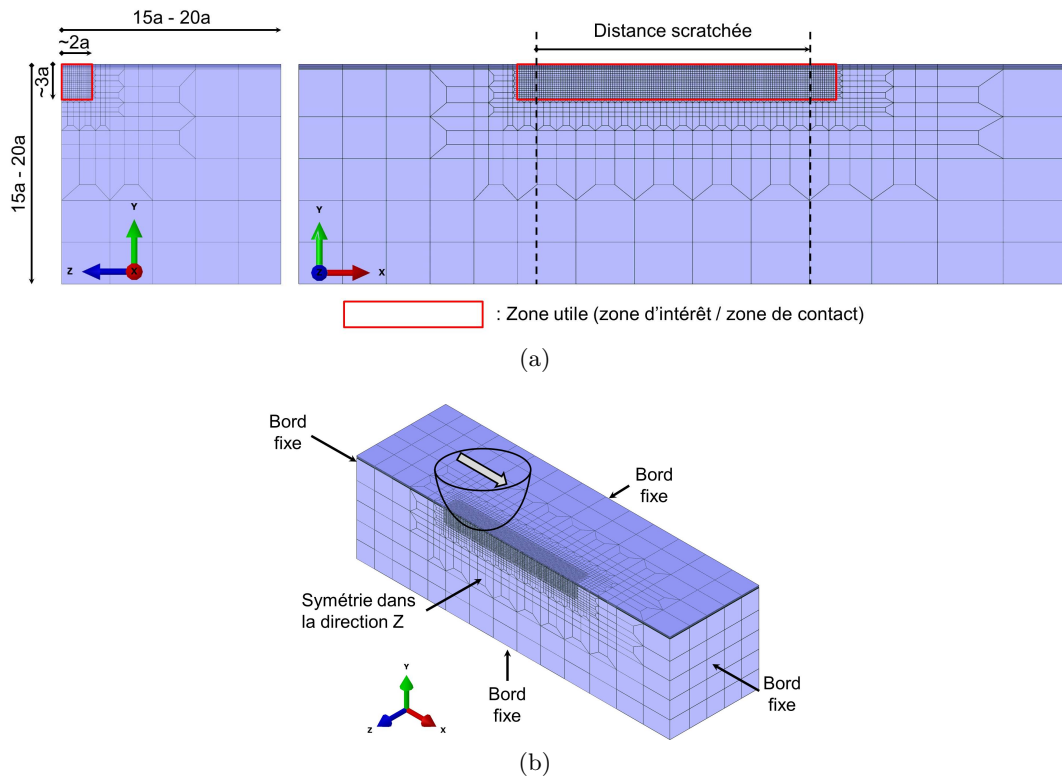 15a - 20a
~2a
~3a
15a - 20a
Y
Z
X
Distance scratchée
Y
Z
X
: Zone utile (zone d'intérêt / zone de contact)
(a)
Bord
fixe
Bord
fixe
Symétrie dans
la direction Z
Bord
fixe
Bord
fixe
Y
Z
X
(b)